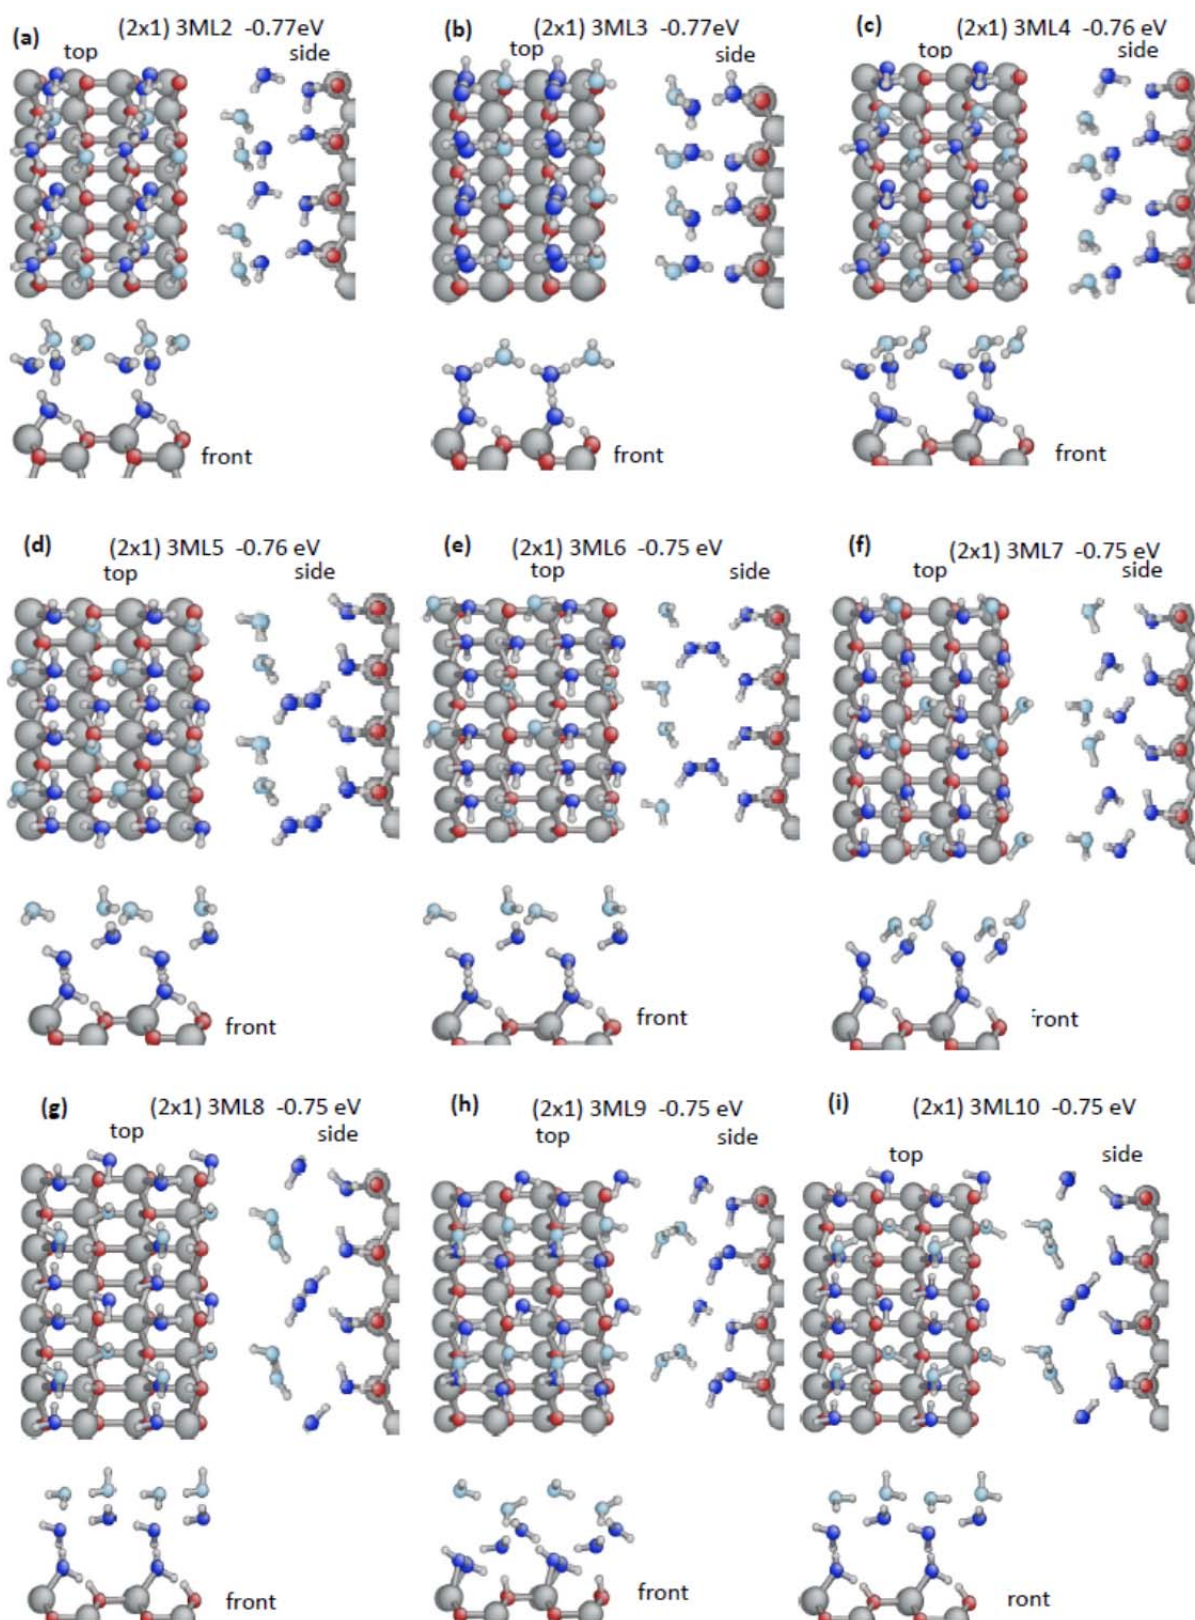 (a) (2x1) 3ML2 -0.77eV
top side
front
(b) (2x1) 3ML3 -0.77eV
top side
front
(c) (2x1) 3ML4 -0.76 eV
top side
front
(d) (2x1) 3ML5 -0.76 eV
top side
front
(e) (2x1) 3ML6 -0.75 eV
top side
front
(f) (2x1) 3ML7 -0.75 eV
top side
front
(g) (2x1) 3ML8 -0.75 eV
top side
front
(h) (2x1) 3ML9 -0.75 eV
top side
front
(i) (2x1) 3ML10 -0.75 eV
top side
ront